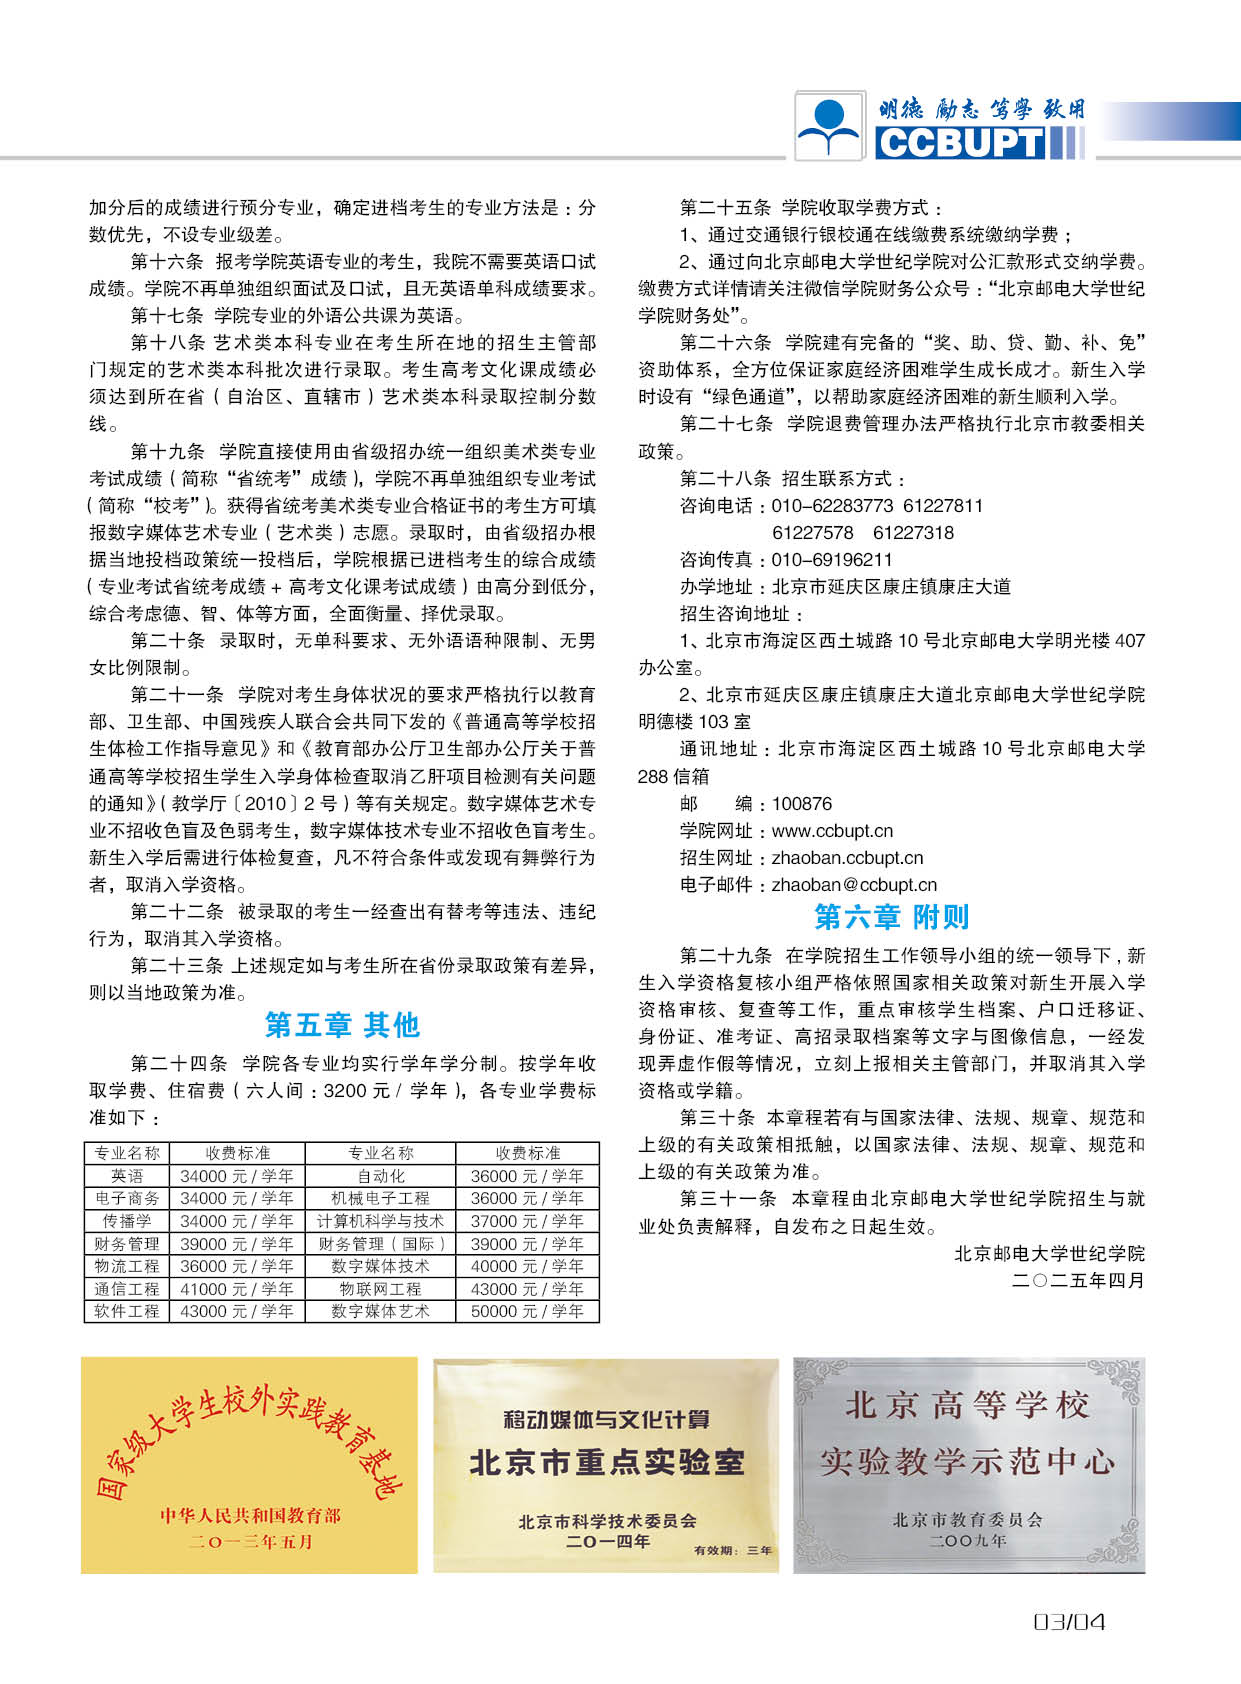 明德 励志 笃学 致用
CCBUPT
加分后的成绩进行预分专业，确定进档考生的专业方法是：分
数优先，不设专业级差。
第十六条 报考学院英语专业的考生，我院不需要英语口试
成绩。学院不再单独组织面试及口试，且无英语单科成绩要求。
第十七条 学院专业的外语公共课为英语。
第十八条 艺术类本科专业在考生所在地的招生主管部
门规定的艺术类本科批次进行录取。考生高考文化课成绩必
须达到所在省（自治区、直辖市）艺术类本科录取控制分数
线。
第十九条 学院直接使用由省级招办统一组织美术类专业
考试成绩（简称“省统考”成绩），学院不再单独组织专业考试
（简称“校考”）。获得省统考美术类专业合格证书的考生方可填
报数字媒体艺术专业（艺术类）志愿。录取时，由省级招办根
据当地投档政策统一投档后，学院根据已进档考生的综合成绩
（专业考试省统考成绩 + 高考文化课考试成绩）由高分到低分，
综合考虑德、智、体等方面，全面衡量、择优录取。
第二十条 录取时，无单科要求、无外语语种限制、无男
女比例限制。
第二十一条 学院对考生身体状况的要求严格执行以教育
部、卫生部、中国残疾人联合会共同下发的《普通高等学校招
生体检工作指导意见》和《教育部办公厅卫生部办公厅关于普
通高等学校招生学生入学身体检查取消乙肝项目检测有关问题
的通知》（教学厅〔2010〕2 号）等有关规定。数字媒体艺术专
业不招收色盲及色弱考生，数字媒体技术专业不招收色盲考生。
新生入学后需进行体检复查，凡不符合条件或发现有舞弊行为
者，取消入学资格。
第二十二条 被录取的考生一经查出有替考等违法、违纪
行为，取消其入学资格。
第二十三条 上述规定如与考生所在省份录取政策有差异，
则以当地政策为准。
第五章 其他
第二十四条 学院各专业均实行学年学分制。按学年收
取学费、住宿费（六人间：3200 元 / 学年），各专业学费标
准如下：
专业名称 收费标准 专业名称 收费标准
英语 34000 元 / 学年 自动化 36000 元 / 学年
电子商务 34000 元 / 学年 机械电子工程 36000 元 / 学年
传播学 34000 元 / 学年 计算机科学与技术 37000 元 / 学年
财务管理 39000 元 / 学年 财务管理（国际） 39000 元 / 学年
物流工程 36000 元 / 学年 数字媒体技术 40000 元 / 学年
通信工程 41000 元 / 学年 物联网工程 43000 元 / 学年
软件工程 43000 元 / 学年 数字媒体艺术 50000 元 / 学年
第二十五条 学院收取学费方式：
1、通过交通银行银校通在线缴费系统缴纳学费；
2、通过向北京邮电大学世纪学院对公汇款形式交纳学费。
缴费方式详情请关注微信学院财务公众号：“北京邮电大学世纪
学院财务处”。
第二十六条 学院建有完备的“奖、助、贷、勤、补、免”
资助体系，全方位保证家庭经济困难学生成长成才。新生入学
时设有“绿色通道”，以帮助家庭经济困难的新生顺利入学。
第二十七条 学院退费管理办法严格执行北京市教委相关
政策。
第二十八条 招生联系方式：
咨询电话：010-62283773 61227811
61227578 61227318
咨询传真：010-69196211
办学地址：北京市延庆区康庄镇康庄大道
招生咨询地址：
1、北京市海淀区西土城路 10 号北京邮电大学明光楼 407
办公室。
2、北京市延庆区康庄镇康庄大道北京邮电大学世纪学院
明德楼 103 室
通讯地址：北京市海淀区西土城路 10 号北京邮电大学
288 信箱
邮 编：100876
学院网址：www.ccbupt.cn
招生网址：zhaoban.ccbupt.cn
电子邮件：zhaoban@ccbupt.cn
第六章 附则
第二十九条 在学院招生工作领导小组的统一领导下，新
生入学资格复核小组严格依照国家相关政策对新生开展入学
资格审核、复查等工作，重点审核学生档案、户口迁移证、
身份证、准考证、高招录取档案等文字与图像信息，一经发
现弄虚作假等情况，立刻上报相关主管部门，并取消其入学
资格或学籍。
第三十条 本章程若有与国家法律、法规、规章、规范和
上级的有关政策相抵触，以国家法律、法规、规章、规范和
上级的有关政策为准。
第三十一条 本章程由北京邮电大学世纪学院招生与就
业处负责解释，自发布之日起生效。
北京邮电大学世纪学院
二〇二五年四月
国家级大学生校外实践教育基地
中华人民共和国教育部
二〇一三年五月
移动媒体与文化计算
北京市重点实验室
北京市科学技术委员会
二〇一四年
有效期：三年
北京高等学校
实验教学示范中心
北京市教育委员会
二〇〇九年
03/04